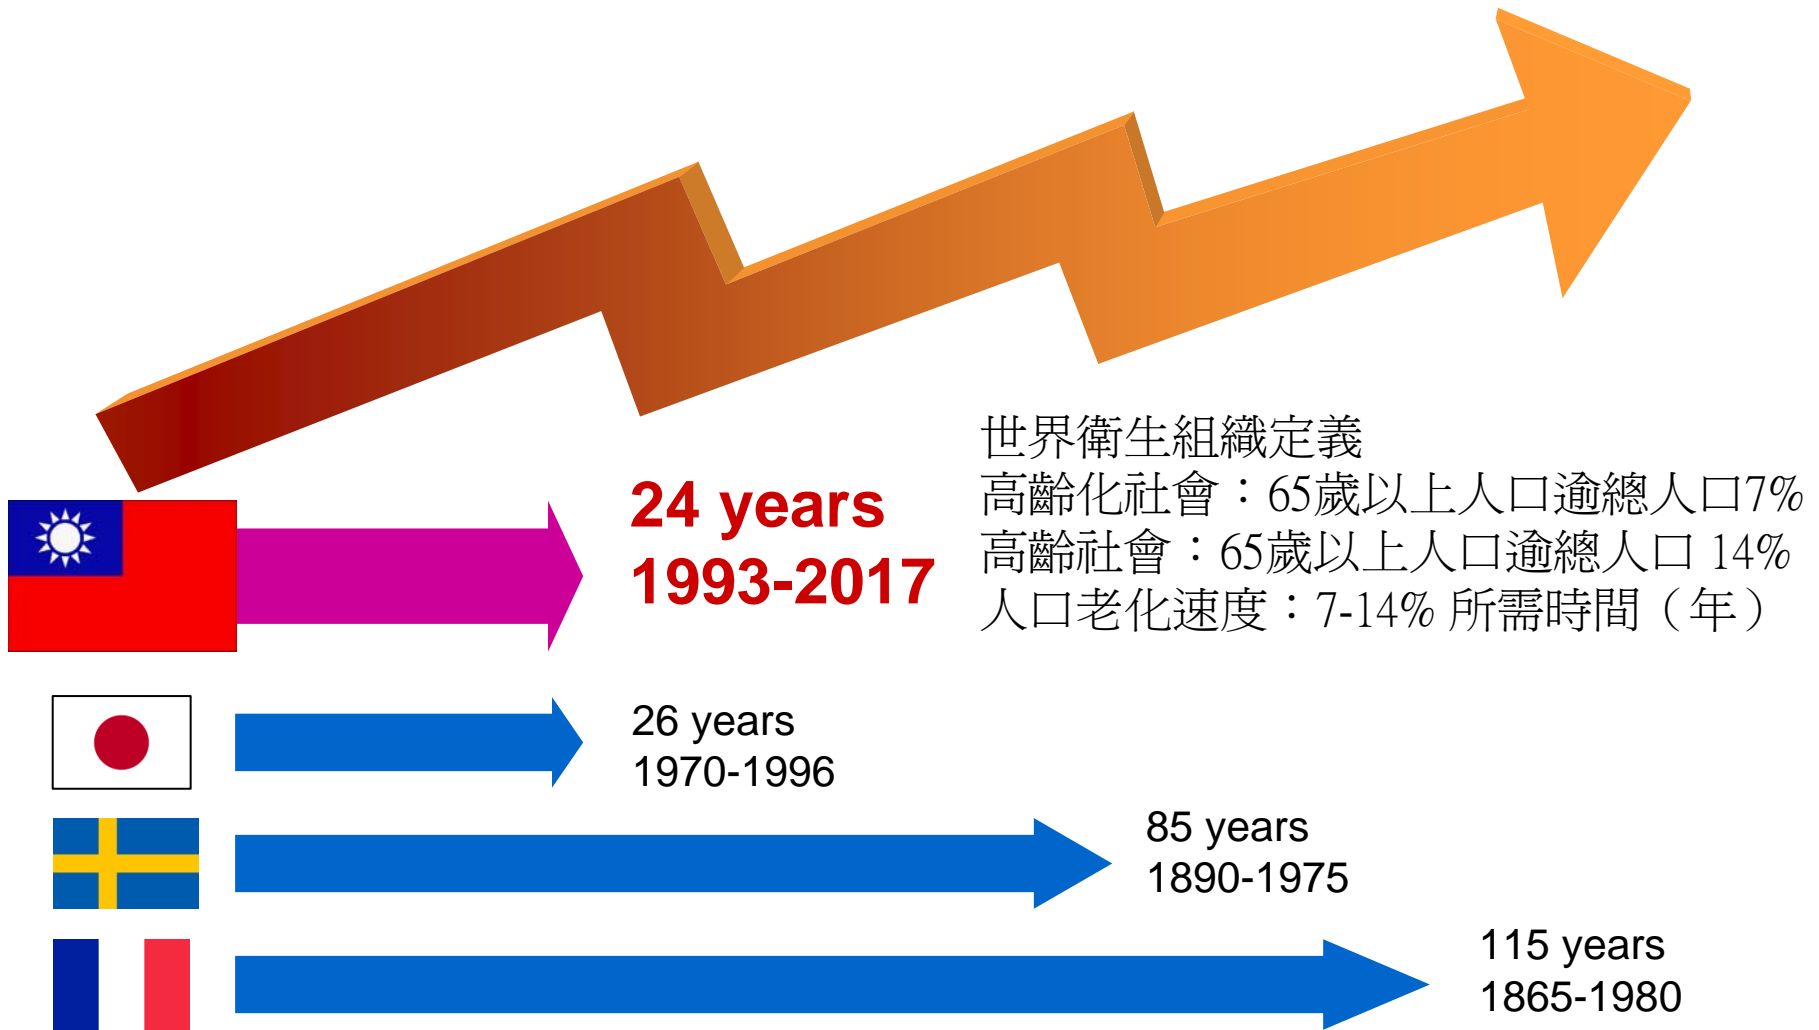 世界衛生組織定義
高齡化社會：65歲以上人口逾總人口7%
高齡社會：65歲以上人口逾總人口 14%
人口老化速度：7-14% 所需時間（年）
24 years
1993-2017
26 years
1970-1996
85 years
1890-1975
115 years
1865-1980